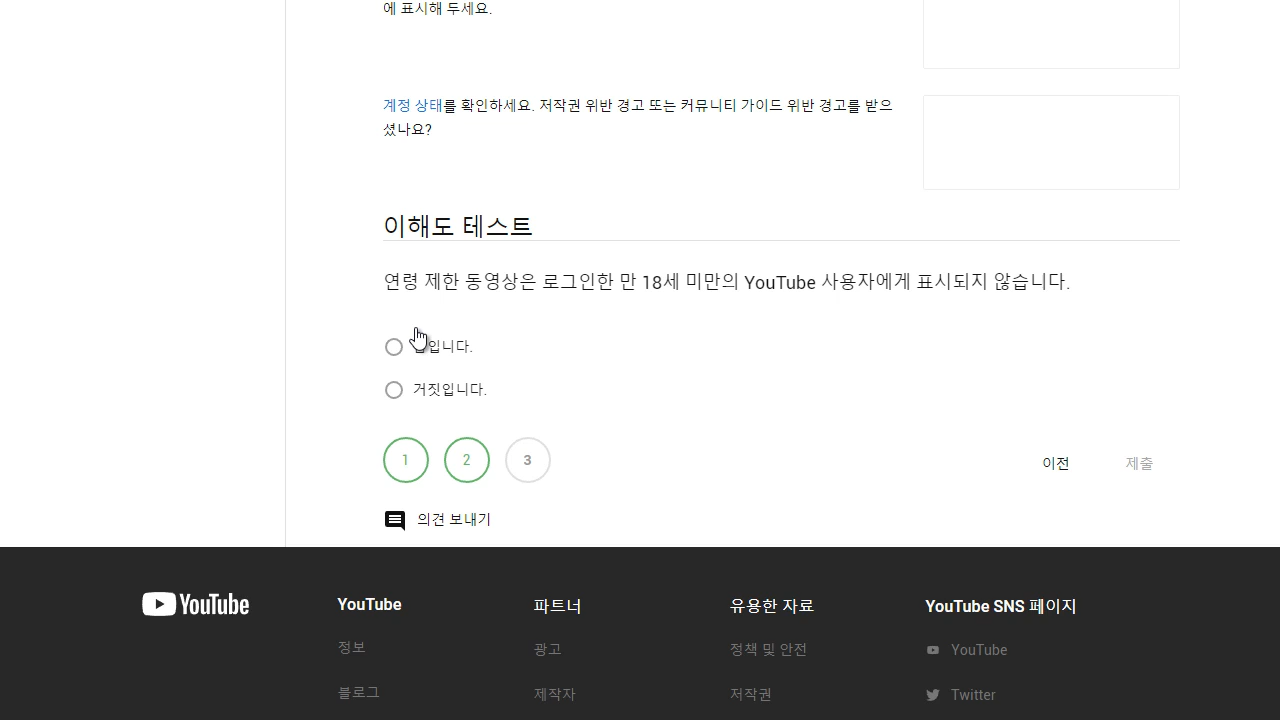 에 표시해 두세요.
계정 상태를 확인하세요. 저작권 위반 경고 또는 커뮤니티 가이드 위반 경고를 받으
셨나요?
이해도 테스트
연령 제한 동영상은 로그인한 만 18세 미만의 YouTube 사용자에게 표시되지 않습니다.
거짓입니다.
1 2 3
이전 제출
의견 보내기
YouTube YouTube 파트너 유용한 자료 YouTube SNS 페이지
정보 광고 정책 및 안전 YouTube
블로그 제작자 저작권 Twitter